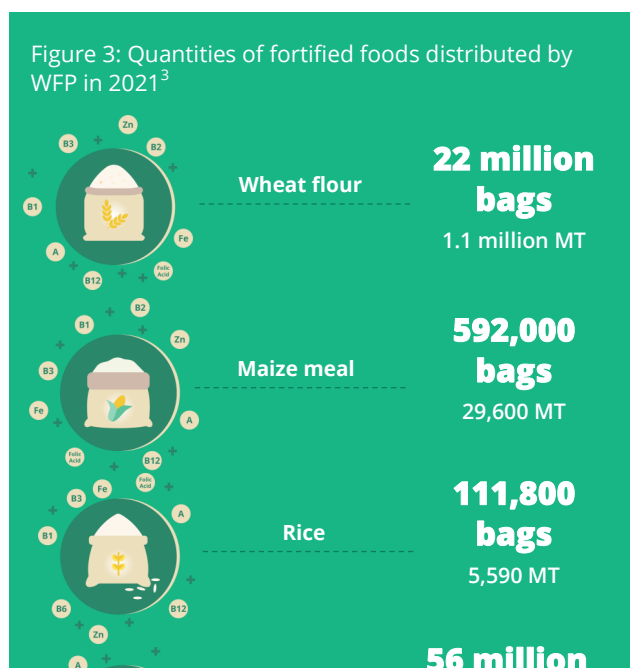 Figure 3: Quantities of fortified foods distributed by
WFP in 2021³
Zn
B3
B2
B1
Fe
A
Folic
Acid
B12
Wheat flour
22 million
bags
1.1 million MT
B2
B1
Zn
B3
Fe
A
Folic
Acid
B12
Maize meal
592,000
bags
29,600 MT
Folic
Acid
Fe
B3
A
B1
B6
B12
Zn
Rice
111,800
bags
5,590 MT
A
56 million